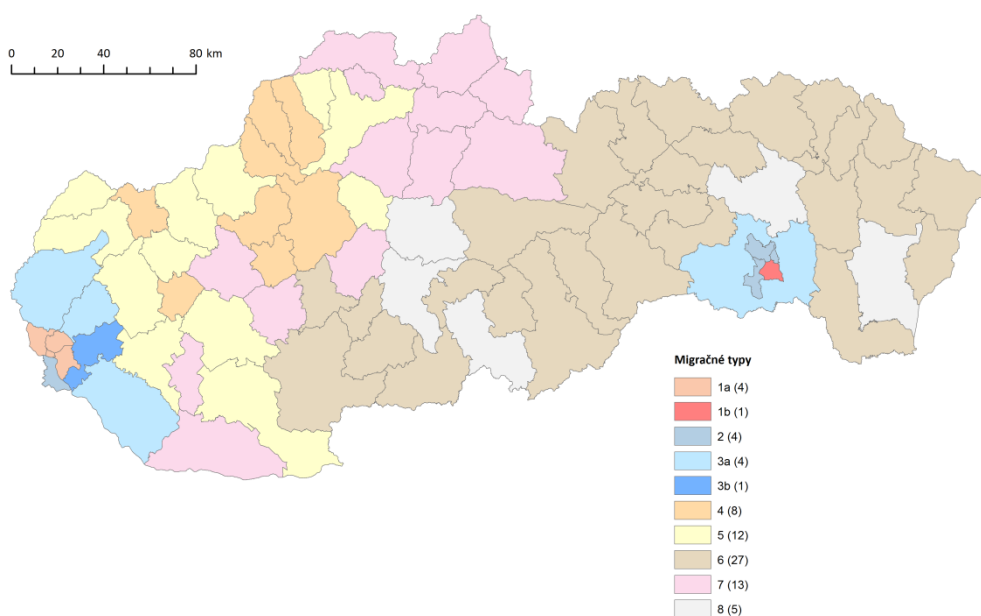 0 20 40 80 km
Migračné typy
1a (4)
1b (1)
2 (4)
3a (4)
3b (1)
4 (8)
5 (12)
6 (27)
7 (13)
8 (5)